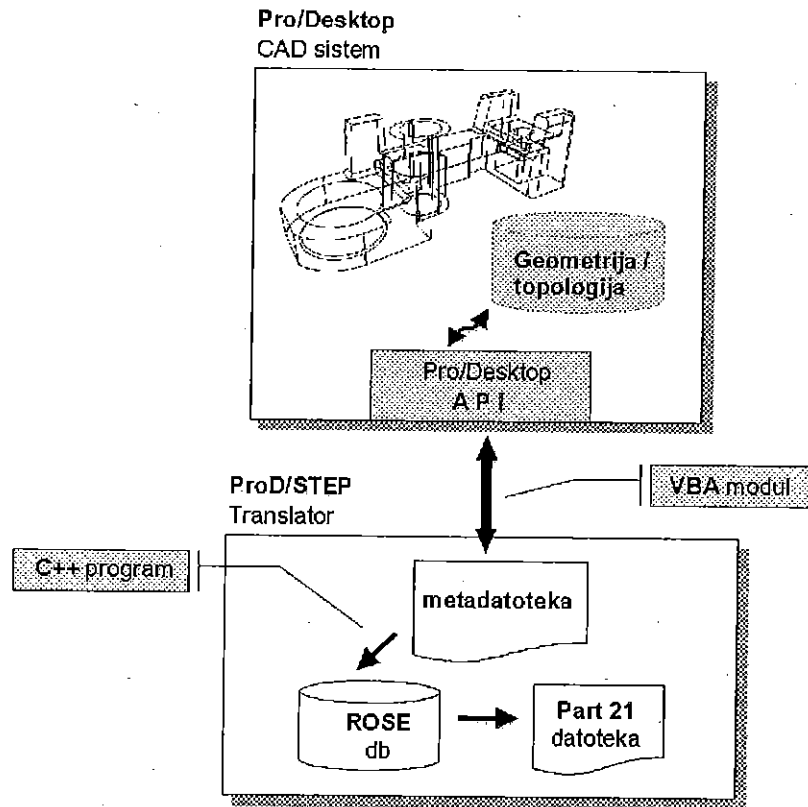 Pro/Desktop
CAD sistem
Geometrija /
topologija
Pro/Desktop
A P I
ProD/STEP
Translator
VBA modul
C++ program
metadatoteka
ROSE
db
Part 21
datoteka